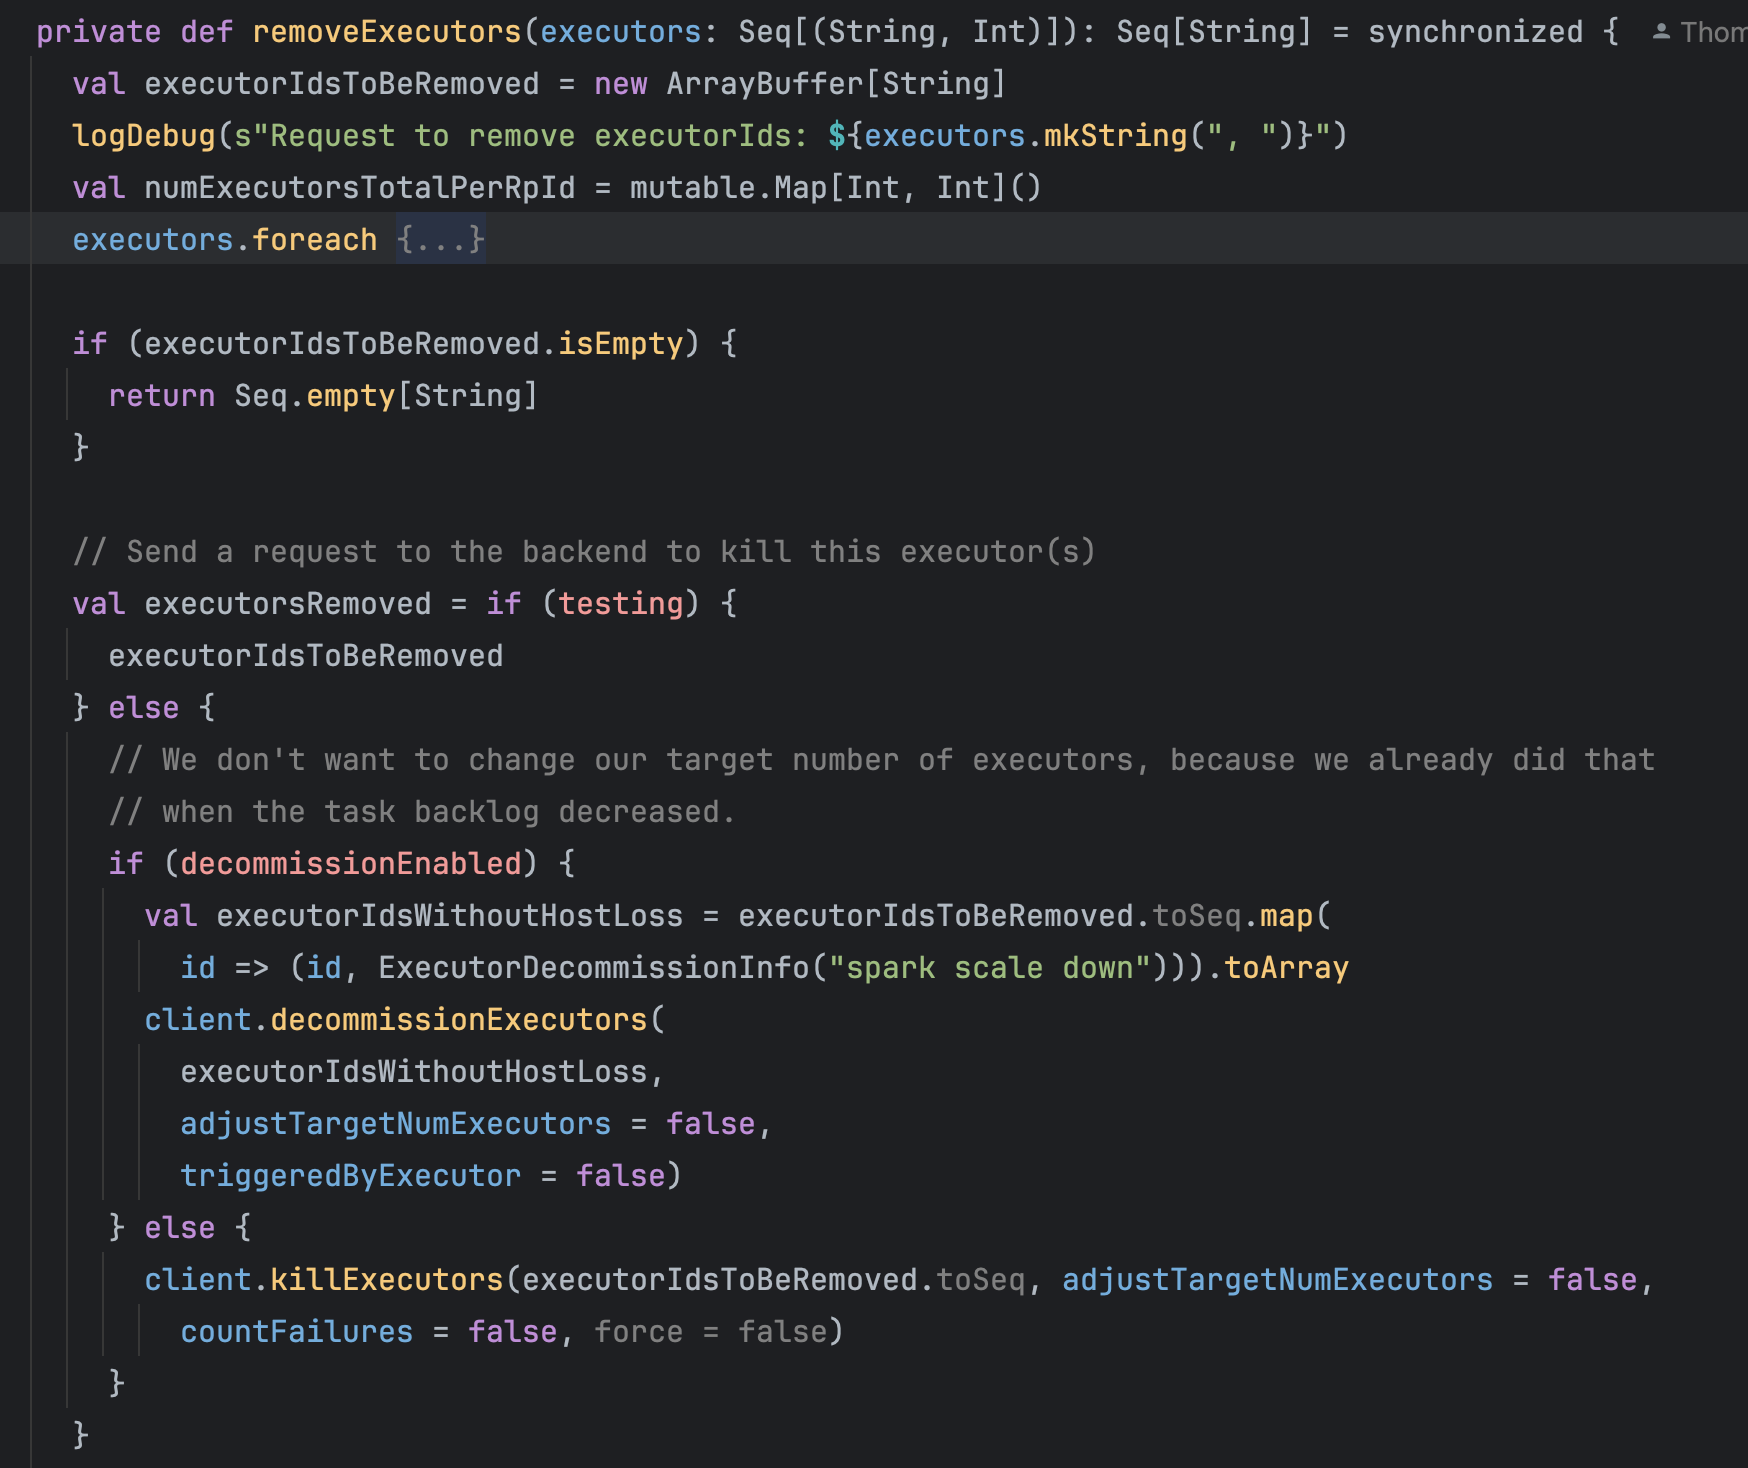 private def removeExecutors(executors: Seq[(String, Int)]): Seq[String] = synchronized {
val executorIdsToBeRemoved = new ArrayBuffer[String]
logDebug(s"Request to remove executorIds: ${executors.mkString(", ")}")
val numExecutorsTotalPerRpId = mutable.Map[Int, Int]()
executors.foreach {...}
if (executorIdsToBeRemoved.isEmpty) {
return Seq.empty[String]
}
// Send a request to the backend to kill this executor(s)
val executorsRemoved = if (testing) {
executorIdsToBeRemoved
} else {
// We don't want to change our target number of executors, because we already did that
// when the task backlog decreased.
if (decommissionEnabled) {
val executorIdsWithoutHostLoss = executorIdsToBeRemoved.toSeq.map(
id => (id, ExecutorDecommissionInfo("spark scale down"))).toArray
client.decommissionExecutors(
executorIdsWithoutHostLoss,
adjustTargetNumExecutors = false,
triggeredByExecutor = false)
} else {
client.killExecutors(executorIdsToBeRemoved.toSeq, adjustTargetNumExecutors = false,
countFailures = false, force = false)
}
}